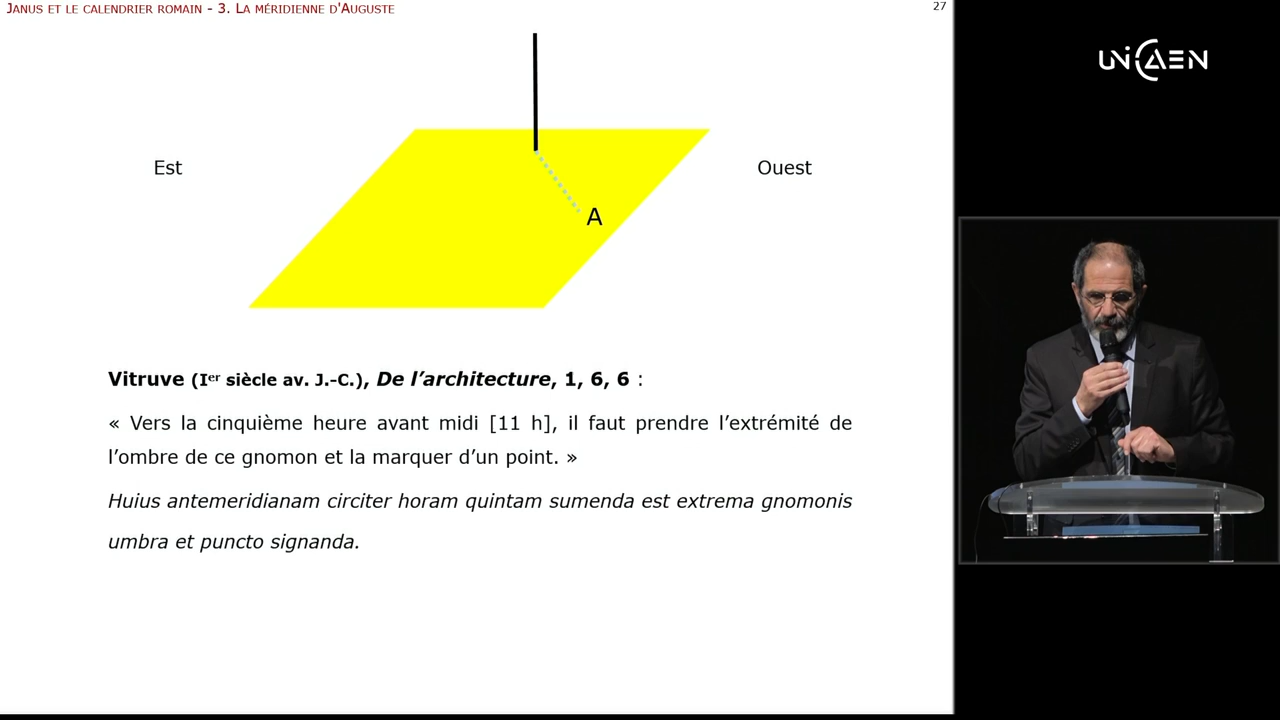 Janus et le calendrier romain - 3. La méridienne d'Auguste
27
UNICAEN
Est
Ouest
A
Vitruve (Iᵉʳ siècle av. J.-C.), De l’architecture, 1, 6, 6 :
« Vers la cinquième heure avant midi [11 h], il faut prendre l’extrémité de
l’ombre de ce gnomon et la marquer d’un point. »
Huius antemeridianam circiter horam quintam sumenda est extrema gnomonis
umbra et puncto signanda.